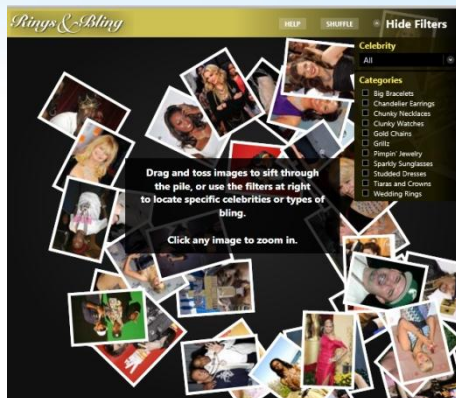 Rings & Bling
HELP
SHUFFLE
Hide Filters
Celebrity
All
Categories
Big Bracelets
Chandelier Earrings
Chunky Necklaces
Clunky Watches
Gold Chains
Grillz
Pimpin' Jewelry
Sparkly Sunglasses
Studded Dresses
Tiaras and Crowns
Wedding Rings
Drag and toss images to sift through
the pile, or use the filters at right
to locate specific celebrities or types of
bling.
Click any image to zoom in.